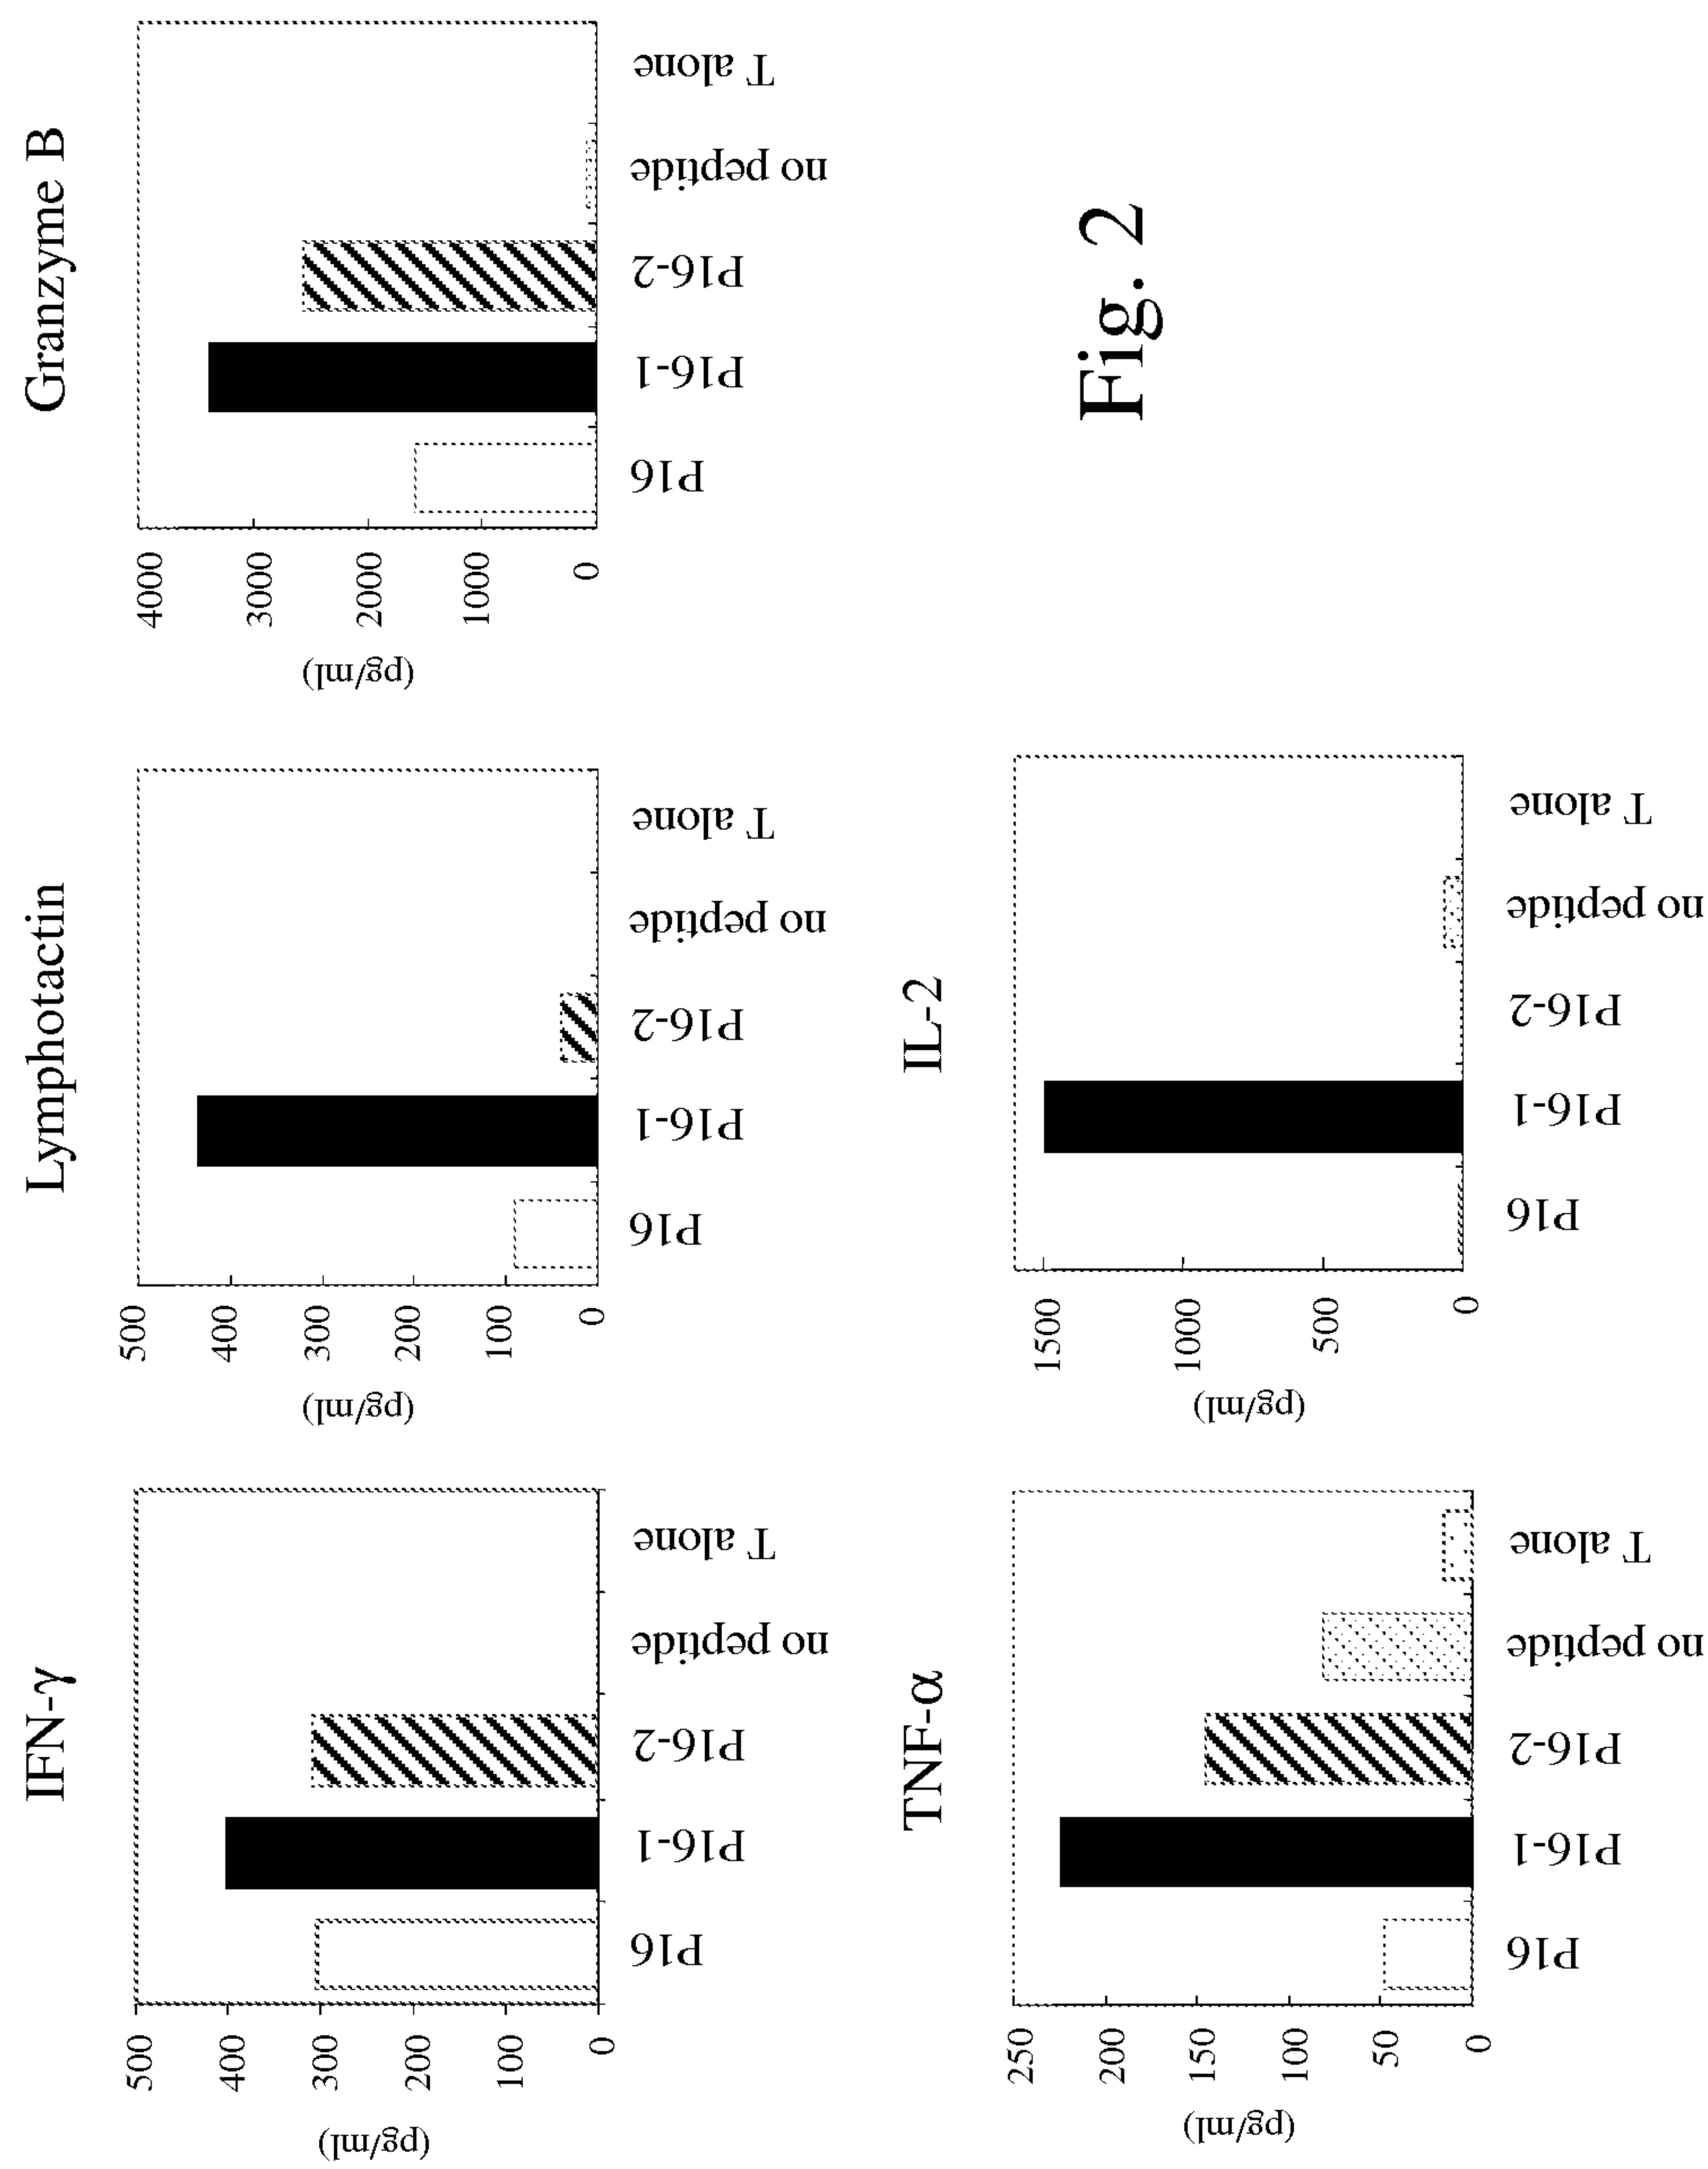 IFN-γ
(pg/ml)
500
400
300
200
100
0
P16
P16-1
P16-2
no peptide
T alone
Lymphotactin
(pg/ml)
500
400
300
200
100
0
P16
P16-1
P16-2
no peptide
T alone
Granzyme B
(pg/ml)
4000
3000
2000
1000
0
P16
P16-1
P16-2
no peptide
T alone
TNF-α
(pg/ml)
250
200
150
100
50
0
P16
P16-1
P16-2
no peptide
T alone
IL-2
(pg/ml)
1500
1000
500
0
P16
P16-1
P16-2
no peptide
T alone
Fig. 2